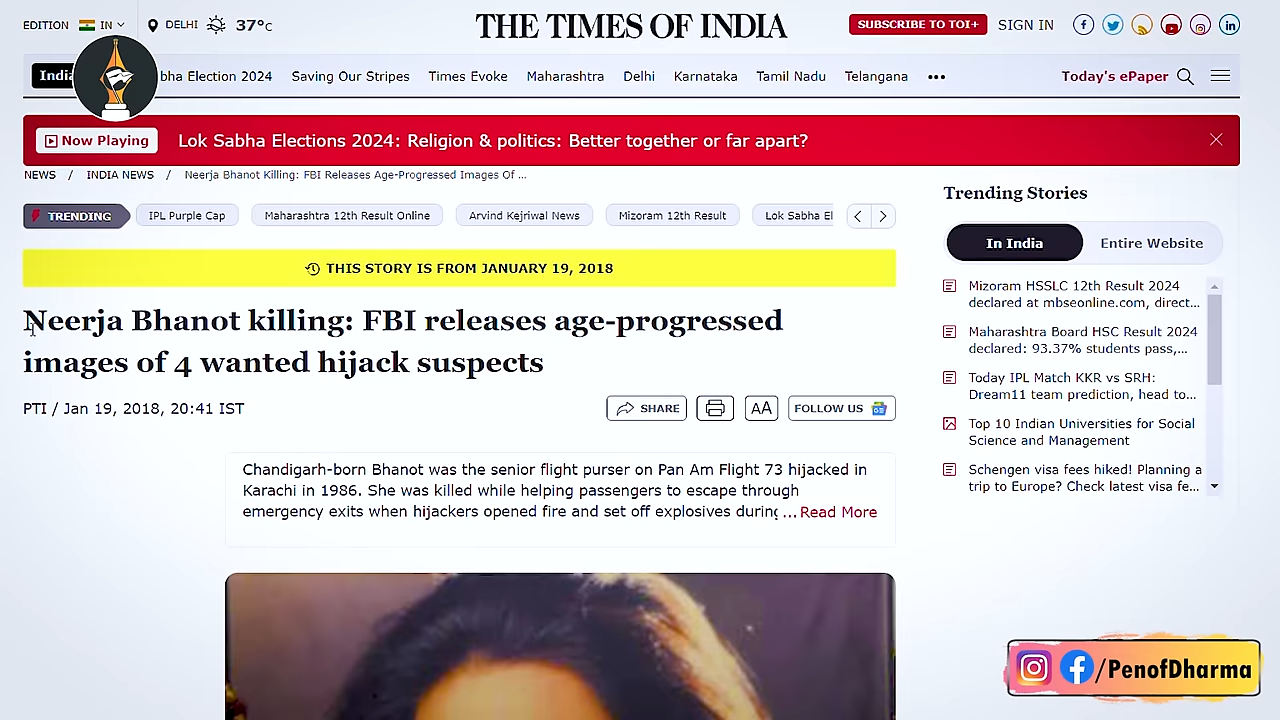 EDITION IN DELHI 37°C
THE TIMES OF INDIA
SUBSCRIBE TO TOI+ SIGN IN
bha Election 2024 Saving Our Stripes Times Evoke Maharashtra Delhi Karnataka Tamil Nadu Telangana ••• Today's ePaper
Now Playing Lok Sabha Elections 2024: Religion & politics: Better together or far apart?
NEWS / INDIA NEWS / Neerja Bhanot Killing: FBI Releases Age-Progressed Images Of ...
TRENDING IPL Purple Cap Maharashtra 12th Result Online Arvind Kejriwal News Mizoram 12th Result Lok Sabha El
THIS STORY IS FROM JANUARY 19, 2018
Neerja Bhanot killing: FBI releases age-progressed
images of 4 wanted hijack suspects
PTI / Jan 19, 2018, 20:41 IST
SHARE AA FOLLOW US
Chandigarh-born Bhanot was the senior flight purser on Pan Am Flight 73 hijacked in
Karachi in 1986. She was killed while helping passengers to escape through
emergency exits when hijackers opened fire and set off explosives during ... Read More
Trending Stories
In India Entire Website
Mizoram HSSLC 12th Result 2024
declared at mbseonline.com, direct...
Maharashtra Board HSC Result 2024
declared: 93.37% students pass,...
Today IPL Match KKR vs SRH:
Dream11 team prediction, head to...
Top 10 Indian Universities for Social
Science and Management
Schengen visa fees hiked! Planning a
trip to Europe? Check latest visa fe...
/PenofDharma